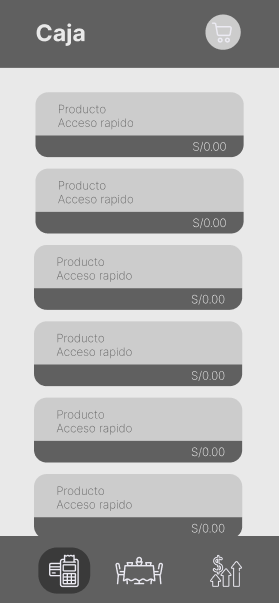 Caja
Producto
Acceso rapido
S/0.00
Producto
Acceso rapido
S/0.00
Producto
Acceso rapido
S/0.00
Producto
Acceso rapido
S/0.00
Producto
Acceso rapido
S/0.00
Producto
Acceso rapido
S/0.00